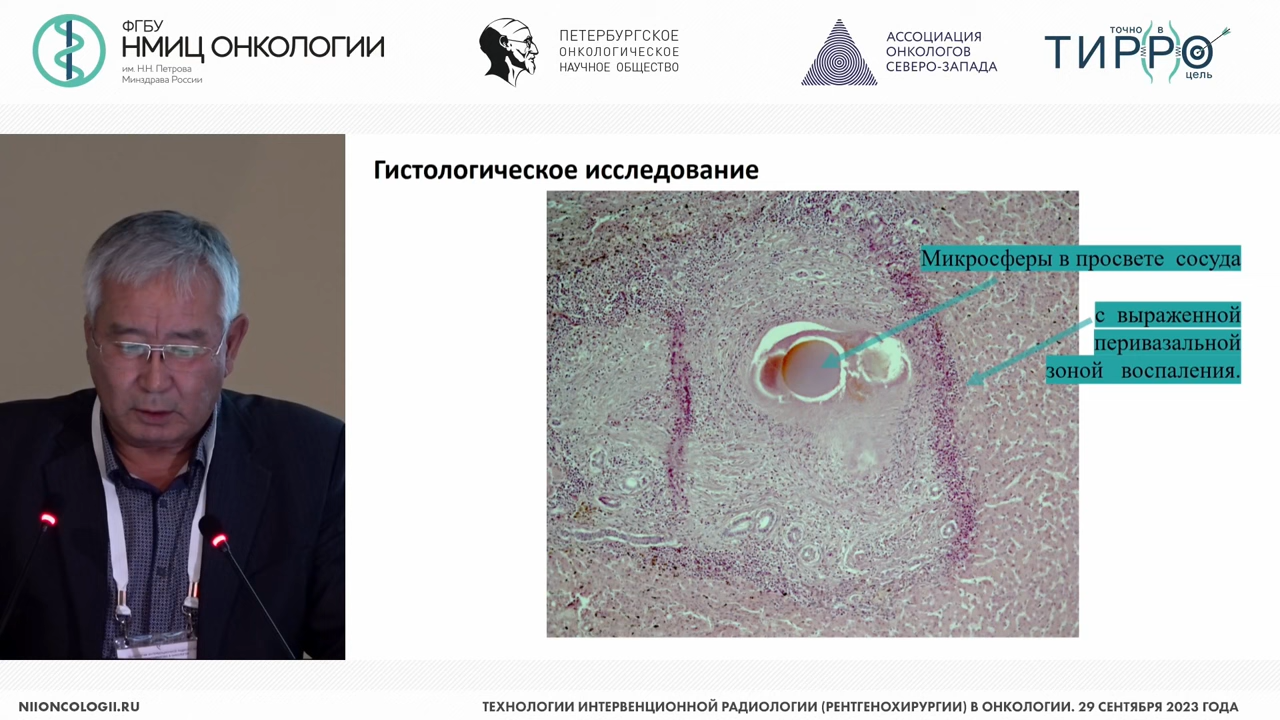 ФГБУ
НМИЦ ОНКОЛОГИИ
им. Н.Н. Петрова
Минздрава России
ПЕТЕРБУРГСКОЕ
ОНКОЛОГИЧЕСКОЕ
НАУЧНОЕ ОБЩЕСТВО
АССОЦИАЦИЯ
ОНКОЛОГОВ
СЕВЕРО-ЗАПАДА
ТОЧНО В
ТИРРО
цель
Гистологическое исследование
Микросферы в просвете сосуда
с выраженной
перивазальной
зоной воспаления.
NIIONCOLOGII.RU
ТЕХНОЛОГИИ ИНТЕРВЕНЦИОННОЙ РАДИОЛОГИИ (РЕНТГЕНОХИРУРГИИ) В ОНКОЛОГИИ. 29 СЕНТЯБРЯ 2023 ГОДА